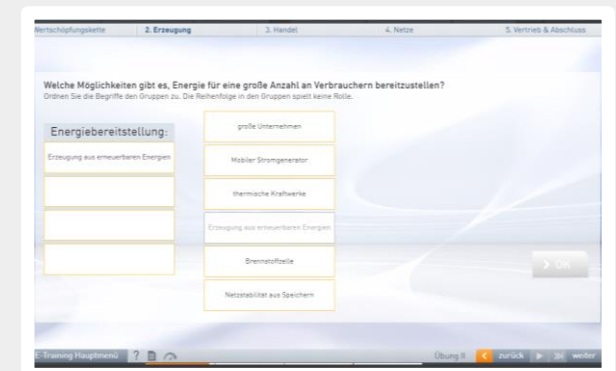 Wertschöpfungskette
2. Erzeugung
3. Handel
4. Netze
5. Vertrieb & Abschluss
Welche Möglichkeiten gibt es, Energie für eine große Anzahl an Verbrauchern bereitzustellen?
Ordnen Sie die Begriffe den Gruppen zu. Die Reihenfolge in den Gruppen spielt keine Rolle.
Energiebereitstellung:
Erzeugung aus erneuerbaren Energien
große Unternehmen
Mobiler Stromgenerator
thermische Kraftwerke
Erzeugung aus erneuerbaren Energien
Brennstoffzelle
Netzstabilität aus Speichern
> OK
E-Training Hauptmenü ?
Übung II
zurück
weiter